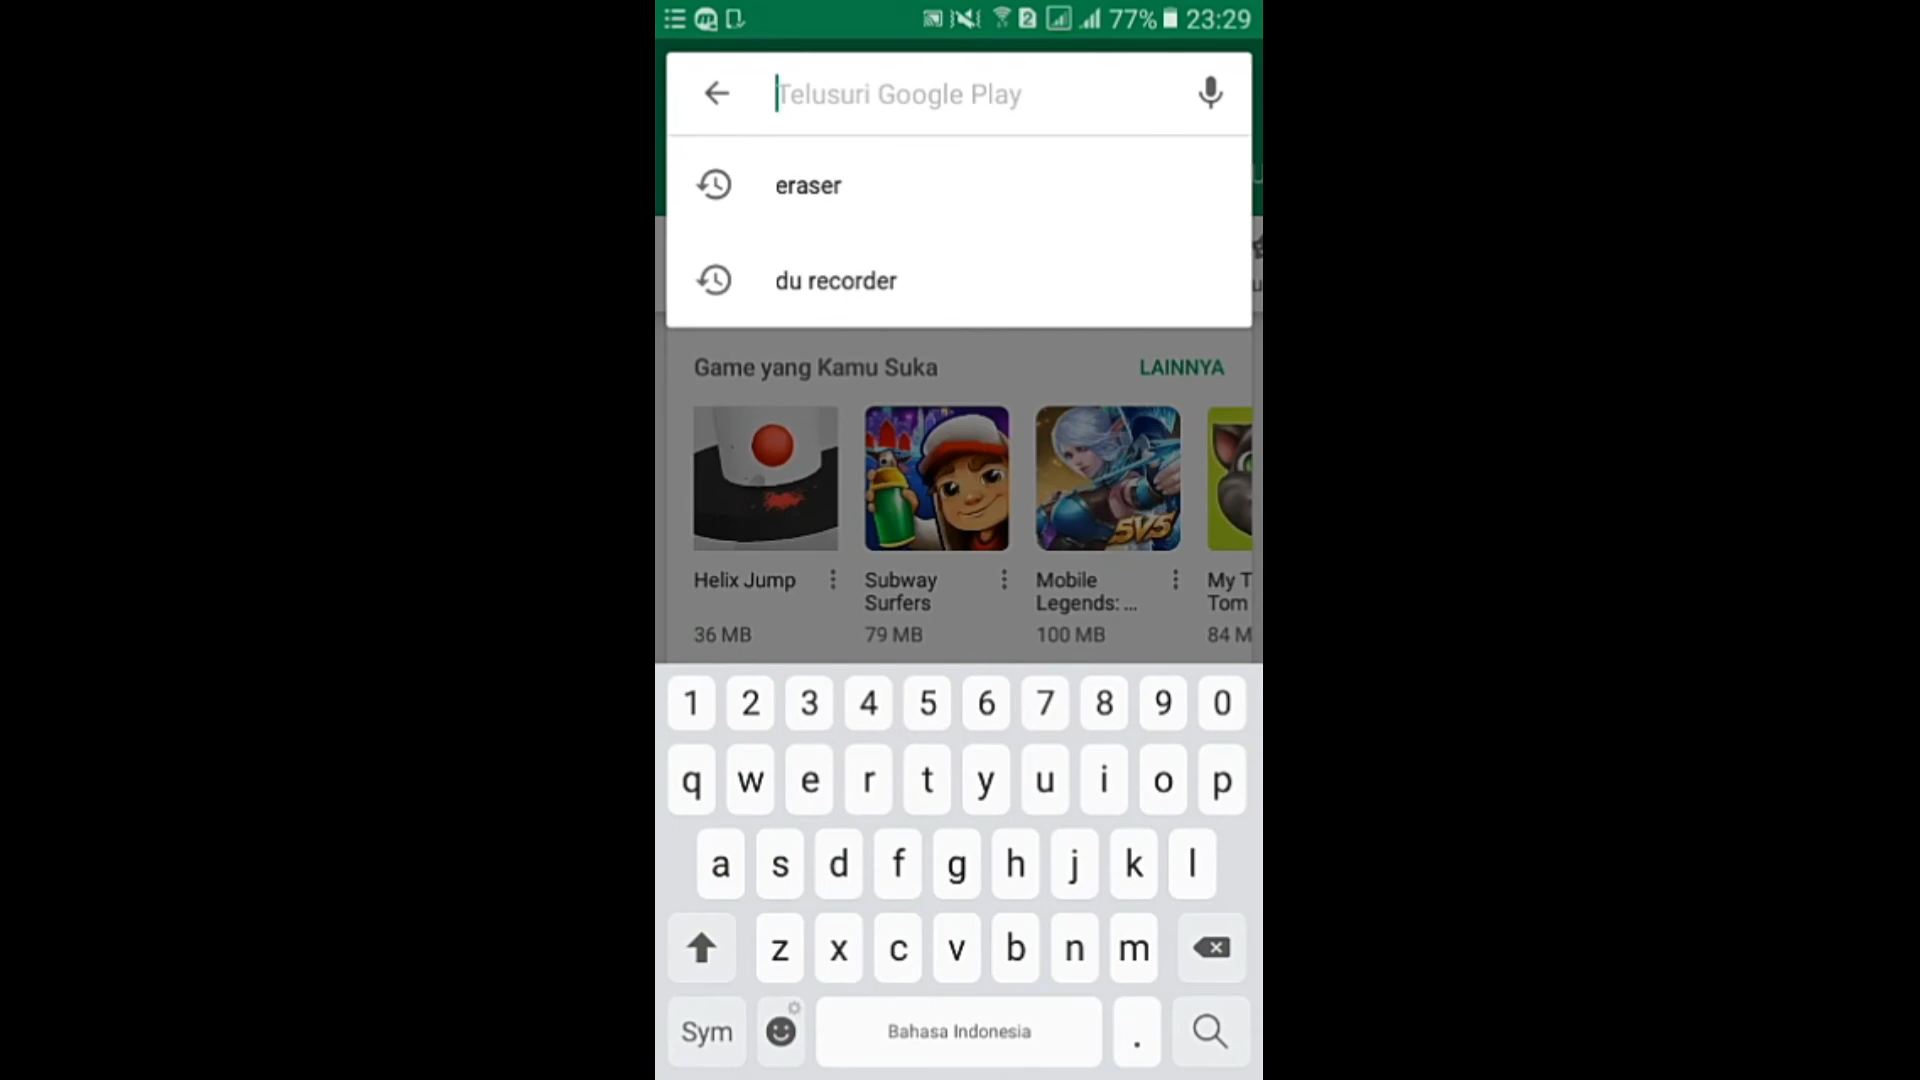 77% 23:29
Telusuri Google Play
eraser
du recorder
Game yang Kamu Suka LAINNYA
5V5
Helix Jump Subway Surfers Mobile Legends: ... My T
Tom
36 MB 79 MB 100 MB 84 M
1 2 3 4 5 6 7 8 9 0
q w e r t y u i o p
a s d f g h j k l
z x c v b n m
Sym Bahasa Indonesia .